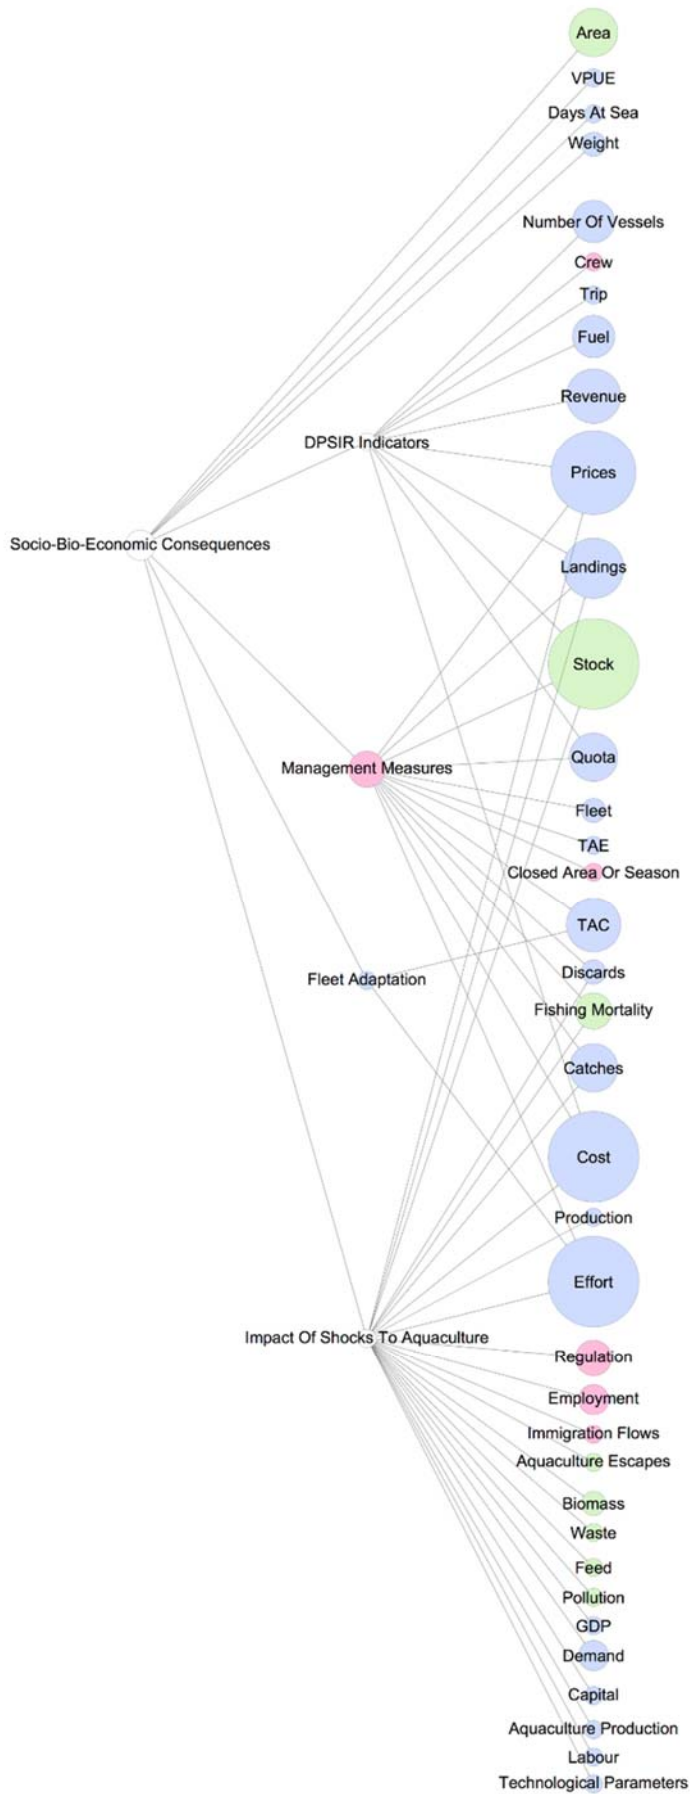 Area
VPUE
Days At Sea
Weight
Number Of Vessels
Crew
Trip
Fuel
Revenue
DPSIR Indicators
Prices
Socio-Bio-Economic Consequences
Landings
Stock
Management Measures
Quota
Fleet
TAE
Closed Area Or Season
TAC
Fleet Adaptation
Discards
Fishing Mortality
Catches
Cost
Production
Effort
Impact Of Shocks To Aquaculture
Regulation
Employment
Immigration Flows
Aquaculture Escapes
Biomass
Waste
Feed
Pollution
GDP
Demand
Capital
Aquaculture Production
Labour
Technological Parameters